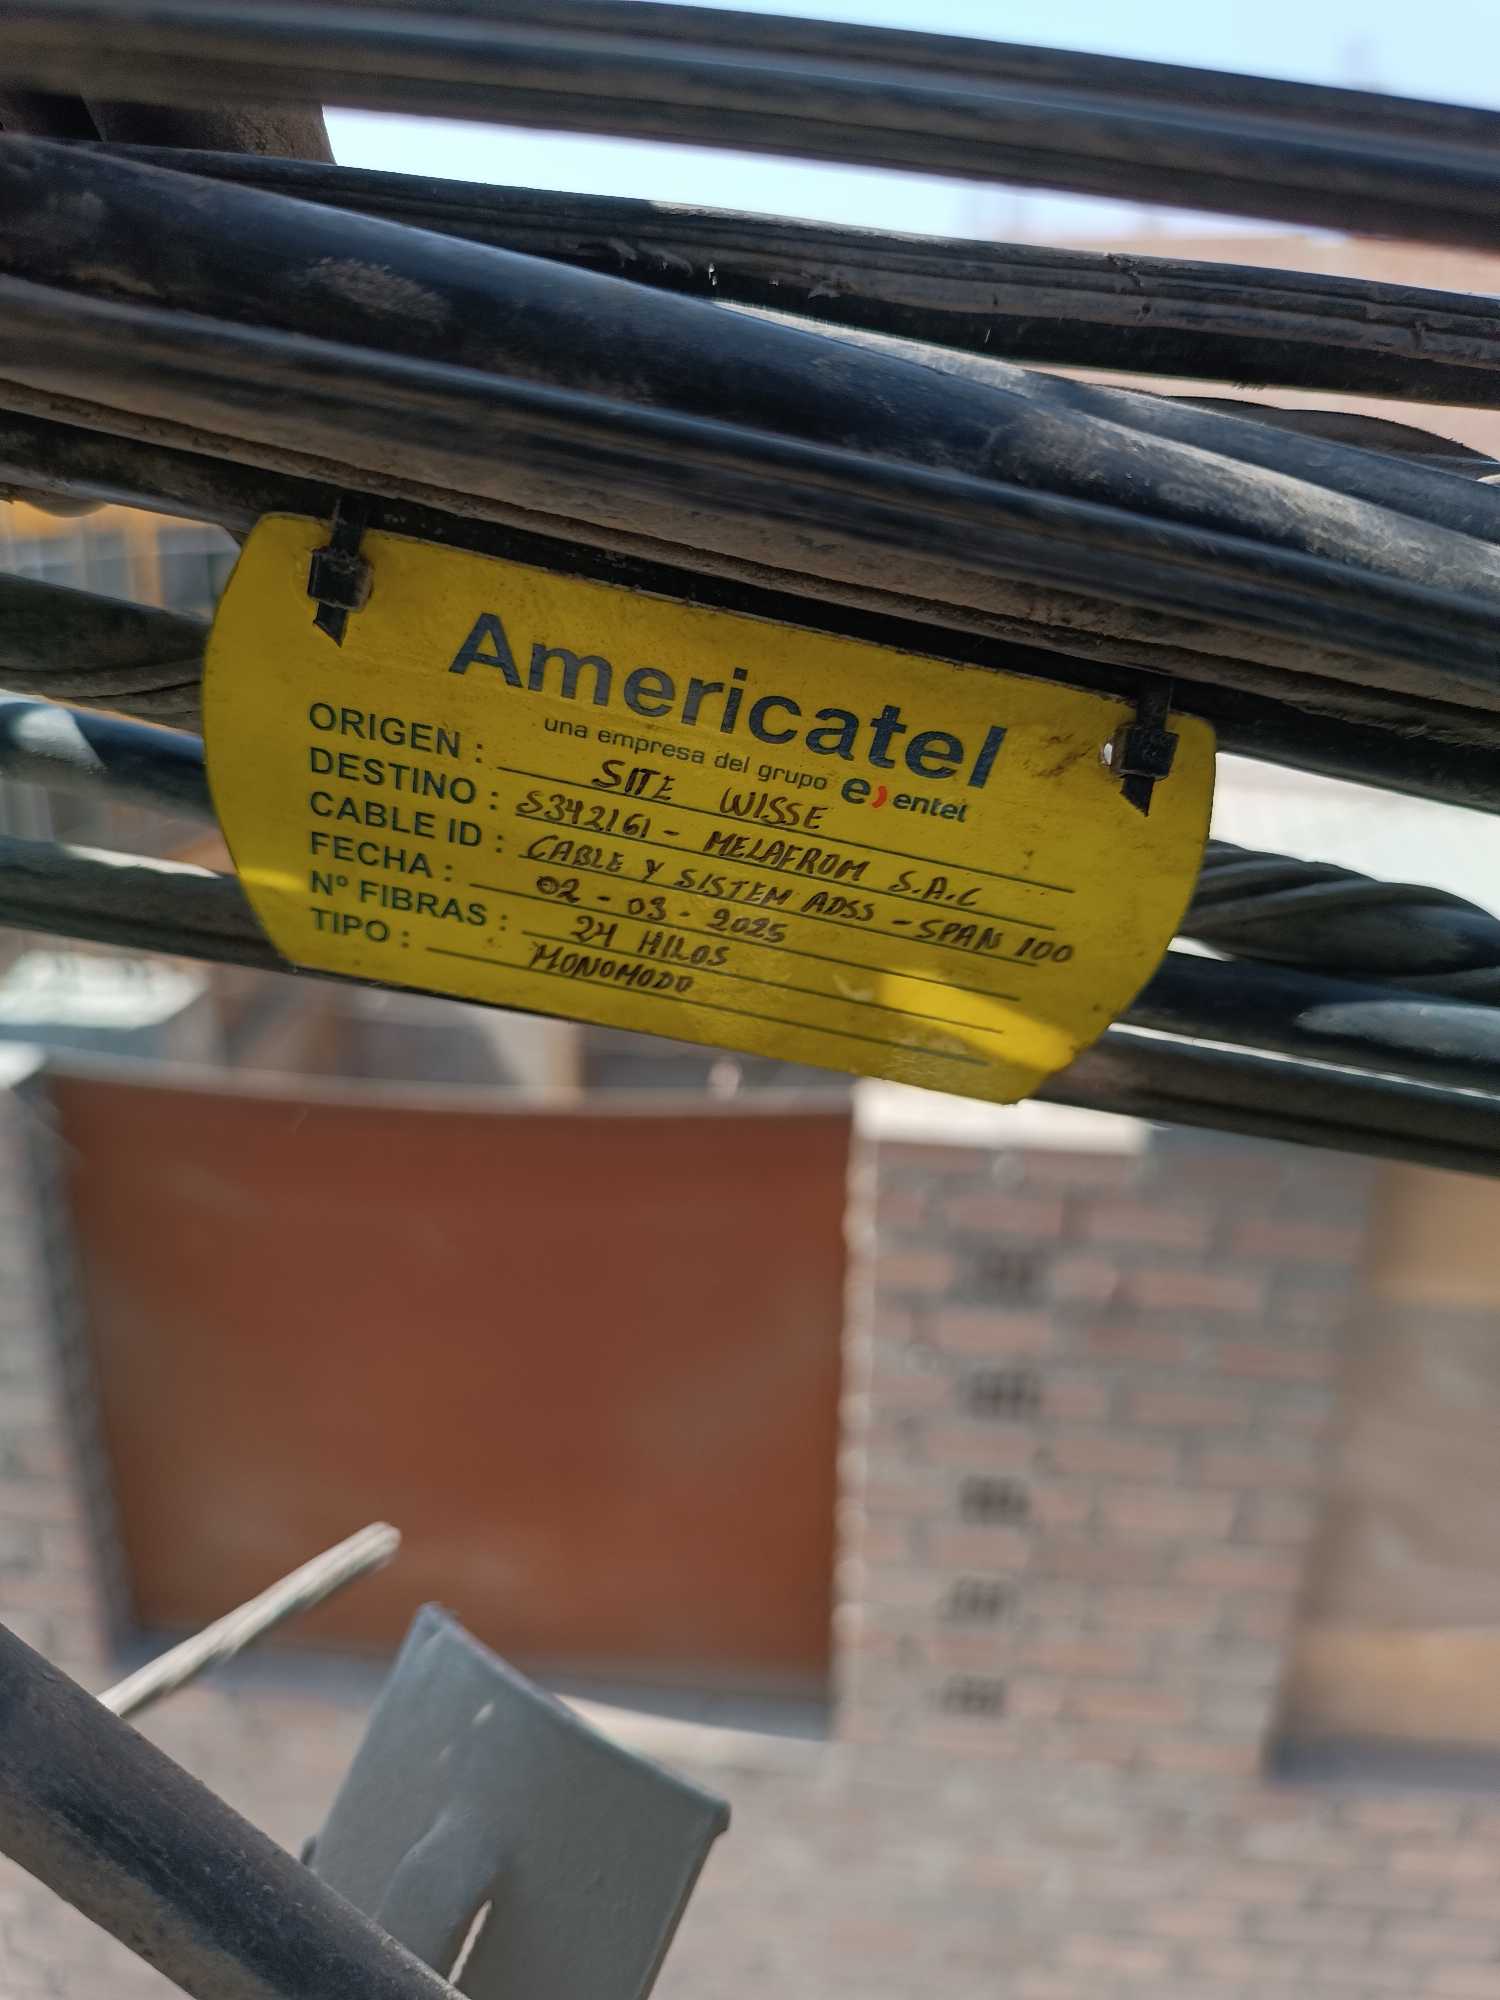 Americatel
una empresa del grupo e) entel
ORIGEN : SITE WISSE
DESTINO : S342161 - MELAFROM S.A.C
CABLE ID : CABLE Y SISTEM ADSS - SPAN 100
FECHA : 02 - 03 - 2025
Nº FIBRAS : 24 HILOS
TIPO : MONOMODO